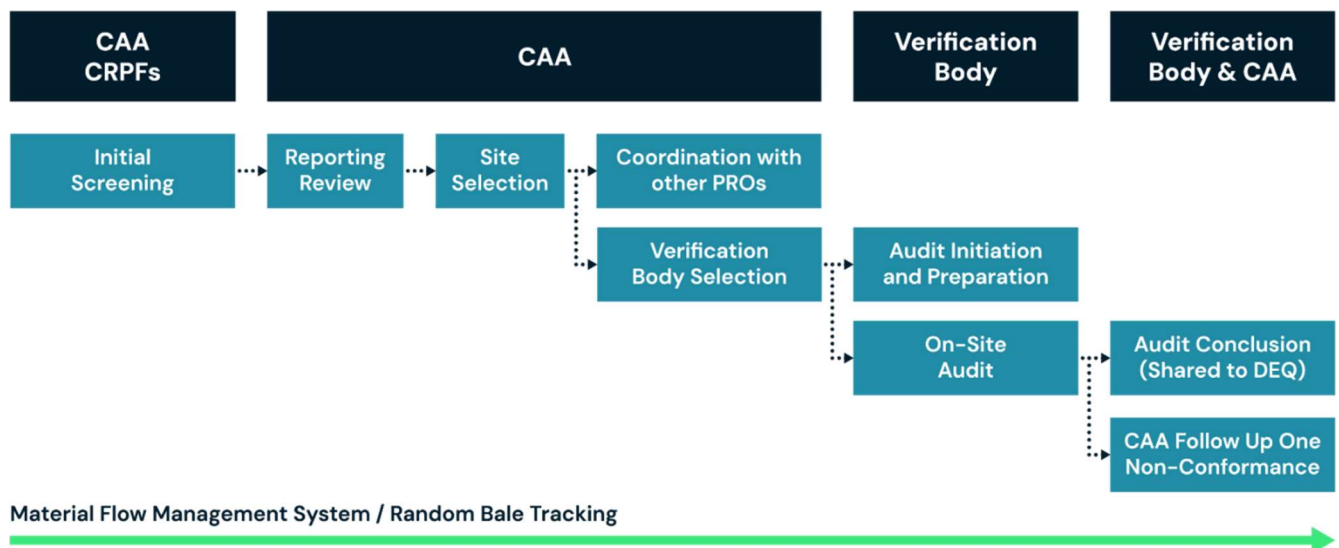 CAA
CRPFs
CAA
Verification
Body
Verification
Body & CAA
Initial
Screening
Reporting
Review
Site
Selection
Coordination with
other PROs
Verification
Body Selection
Audit Initiation
and Preparation
On-Site
Audit
Audit Conclusion
(Shared to DEQ)
CAA Follow Up One
Non-Conformance
Material Flow Management System / Random Bale Tracking